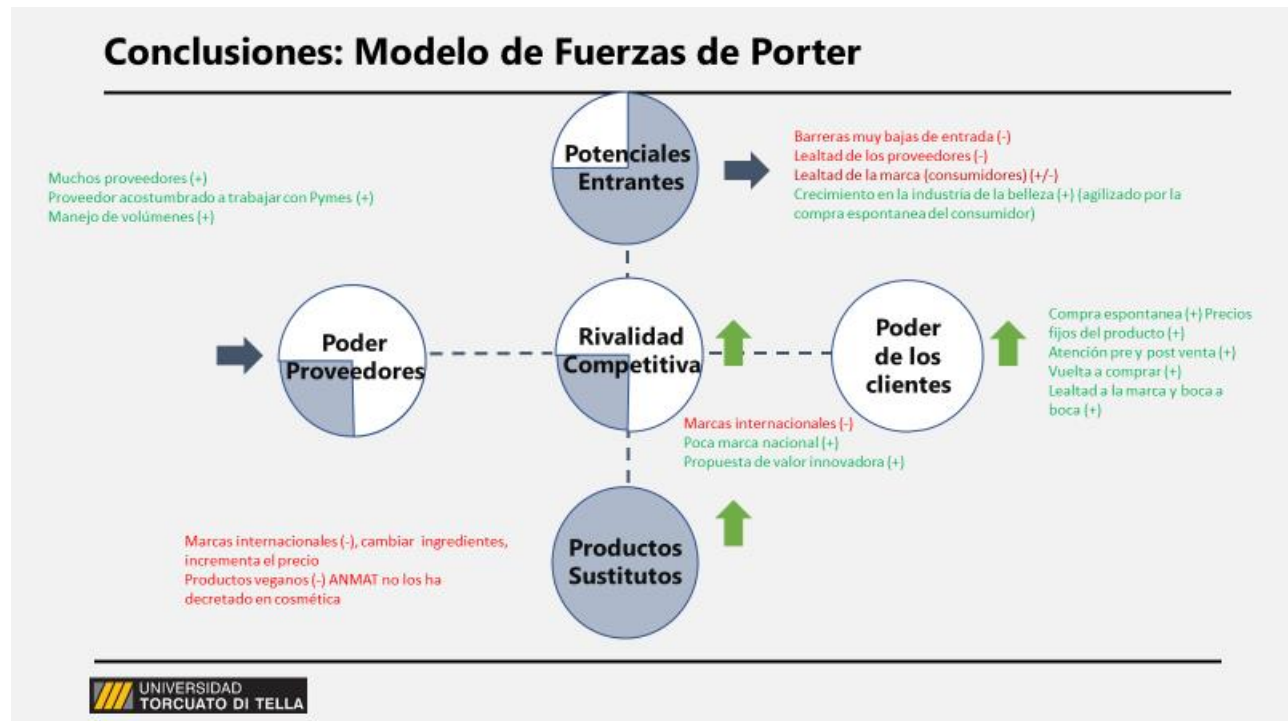 Conclusiones: Modelo de Fuerzas de Porter
Potenciales
Entrantes
Barreras muy bajas de entrada (-)
Lealtad de los proveedores (-)
Lealtad de la marca (consumidores) (+/-)
Crecimiento en la industria de la belleza (+) (agilizado por la
compra espontanea del consumidor)
Muchos proveedores (+)
Proveedor acostumbrado a trabajar con Pymes (+)
Manejo de volúmenes (+)
Poder
Proveedores
Rivalidad
Competitiva
Poder
de los
clientes
Compra espontanea (+) Precios
fijos del producto (+)
Atención pre y post venta (+)
Vuelta a comprar (+)
Lealtad a la marca y boca a
boca (+)
Marcas internacionales (-)
Poca marca nacional (+)
Propuesta de valor innovadora (+)
Productos
Sustitutos
Marcas internacionales (-), cambiar ingredientes,
incrementa el precio
Productos veganos (-) ANMAT no los ha
decretado en cosmética
UNIVERSIDAD
TORCUATO DI TELLA